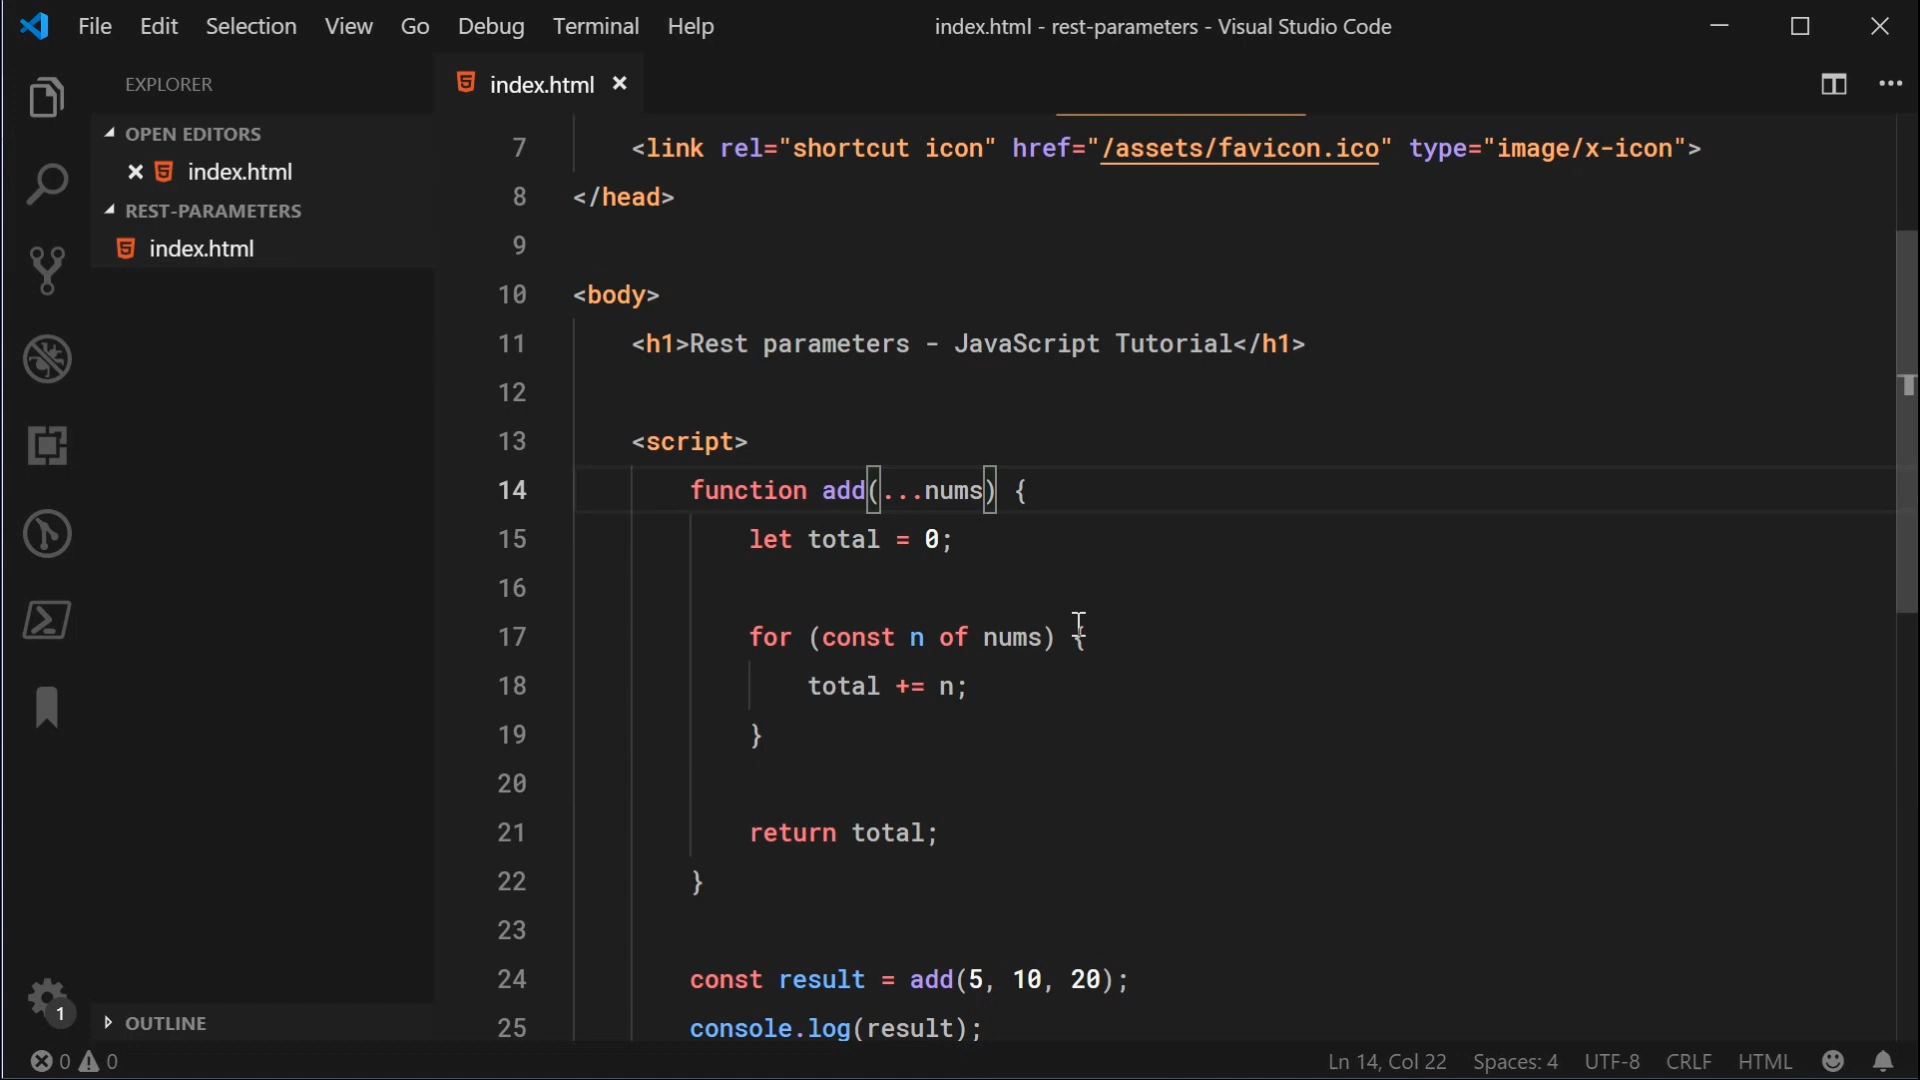 File Edit Selection View Go Debug Terminal Help index.html - rest-parameters - Visual Studio Code
EXPLORER
index.html
OPEN EDITORS
index.html
REST-PARAMETERS
index.html
7 <link rel="shortcut icon" href="/assets/favicon.ico" type="image/x-icon">
8 </head>
9
10 <body>
11 <h1>Rest parameters - JavaScript Tutorial</h1>
12
13 <script>
14 function add(...nums) {
15 let total = 0;
16
17 for (const n of nums) {
18 total += n;
19 }
20
21 return total;
22 }
23
24 const result = add(5, 10, 20);
25 console.log(result);
1
OUTLINE
0 0 Ln 14, Col 22 Spaces: 4 UTF-8 CRLF HTML